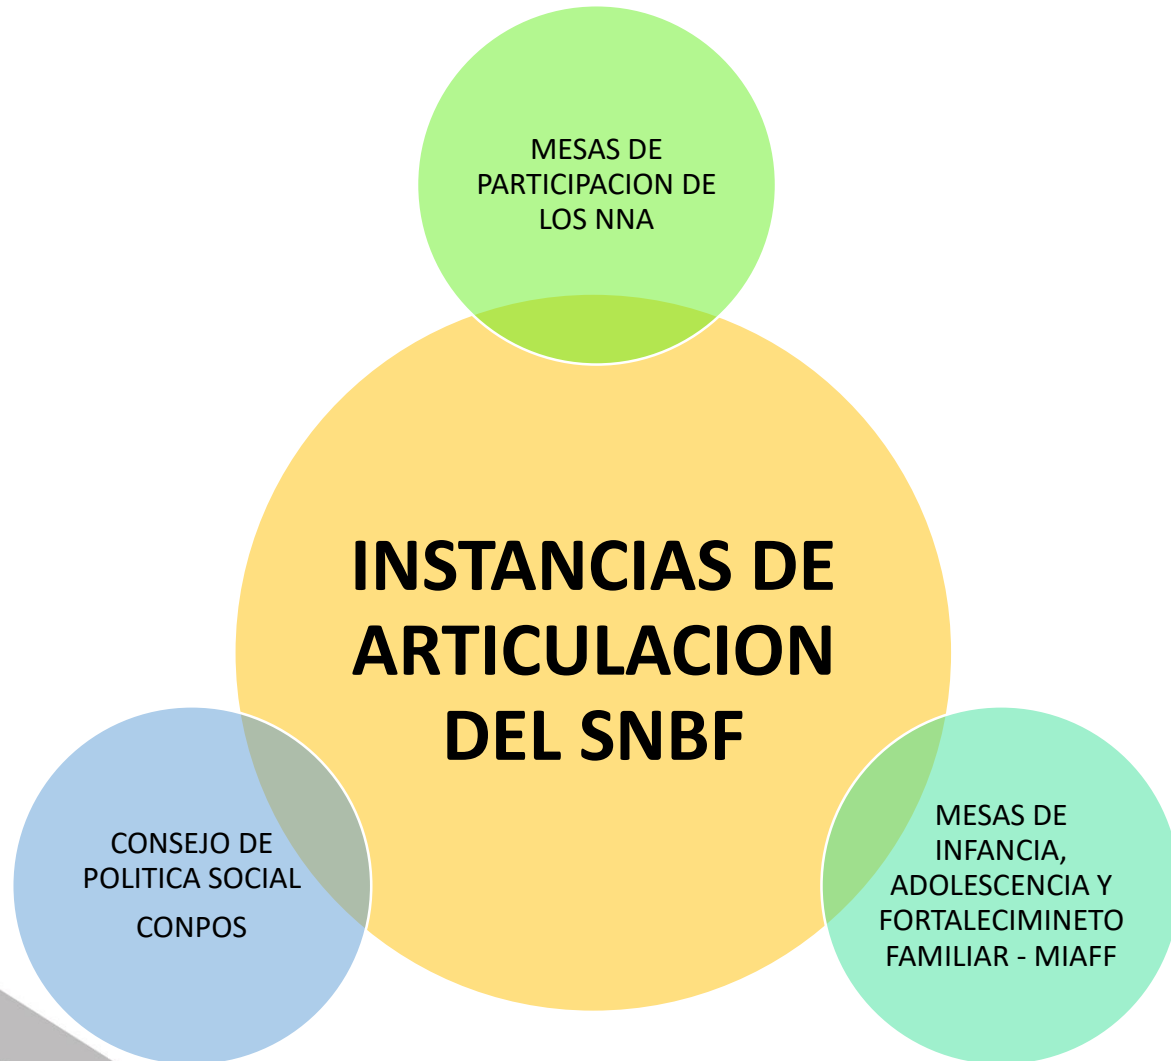 MESAS DE
PARTICIPACION DE
LOS NNA
INSTANCIAS DE
ARTICULACION
DEL SNBF
CONSEJO DE
POLITICA SOCIAL
CONPOS
MESAS DE
INFANCIA,
ADOLESCENCIA Y
FORTALECIMINETO
FAMILIAR - MIAFF